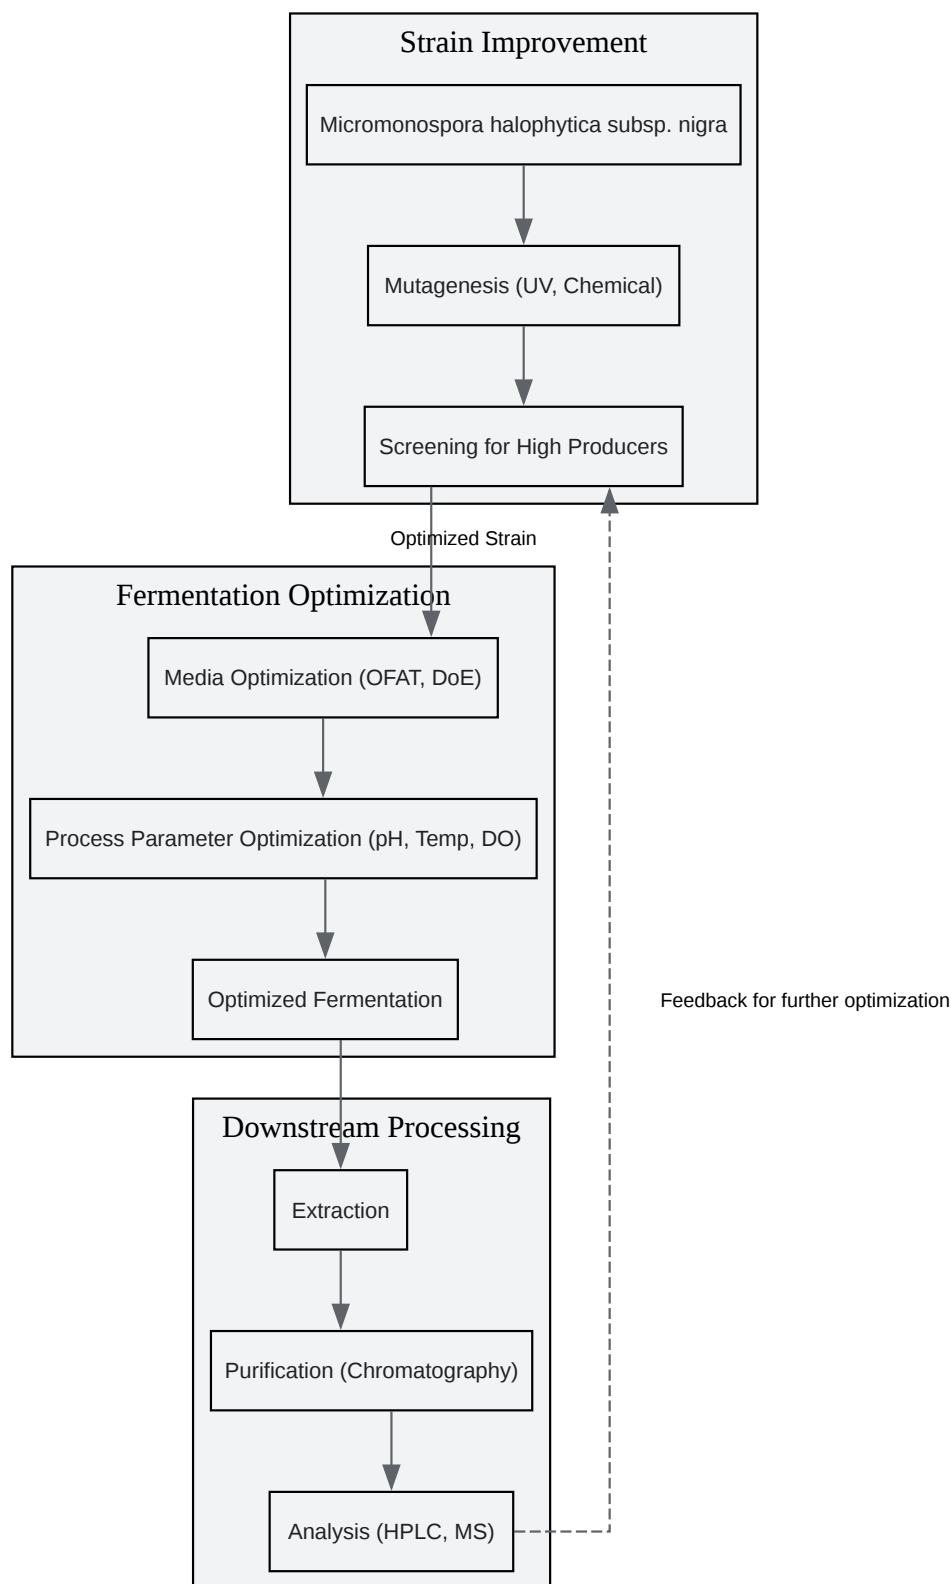 Strain Improvement
Micromonospora halophytica subsp. nigra
Mutagenesis (UV, Chemical)
Screening for High Producers
Optimized Strain
Fermentation Optimization
Media Optimization (OFAT, DoE)
Process Parameter Optimization (pH, Temp, DO)
Optimized Fermentation
Feedback for further optimization
Downstream Processing
Extraction
Purification (Chromatography)
Analysis (HPLC, MS)